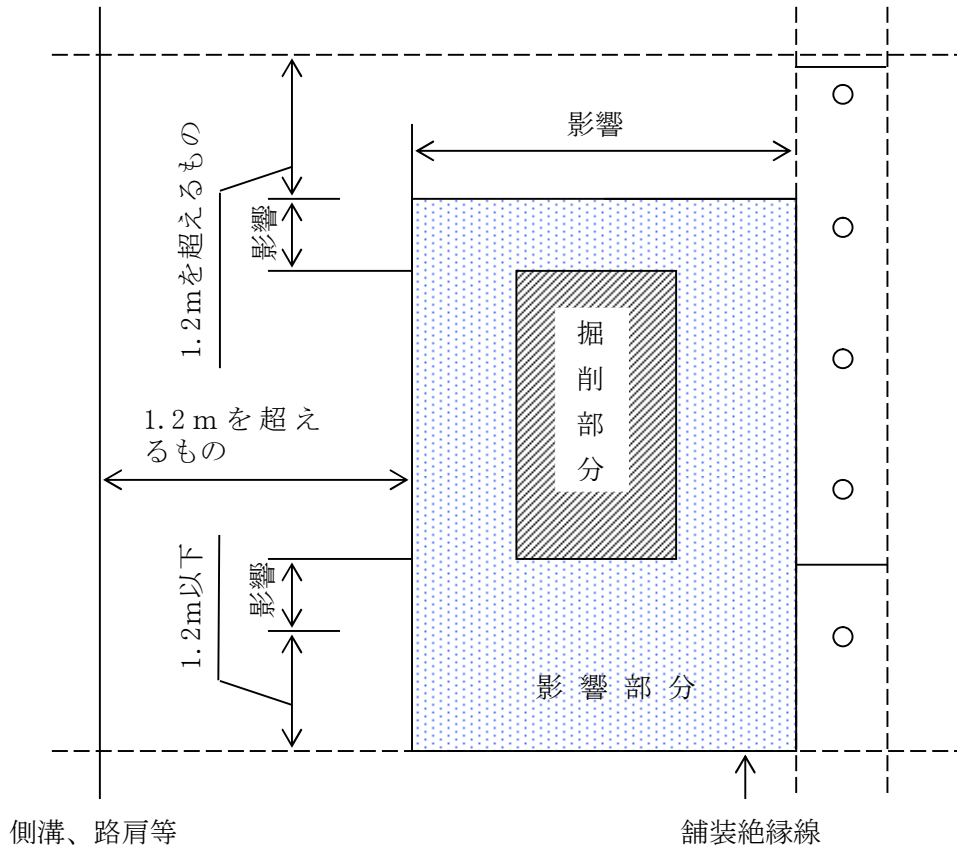 影響
1.2mを超えるもの
影響
掘削部分
1.2ｍを超え
るもの
1.2m以下
影響
影響部分
側溝、路肩等
舗装絶縁線